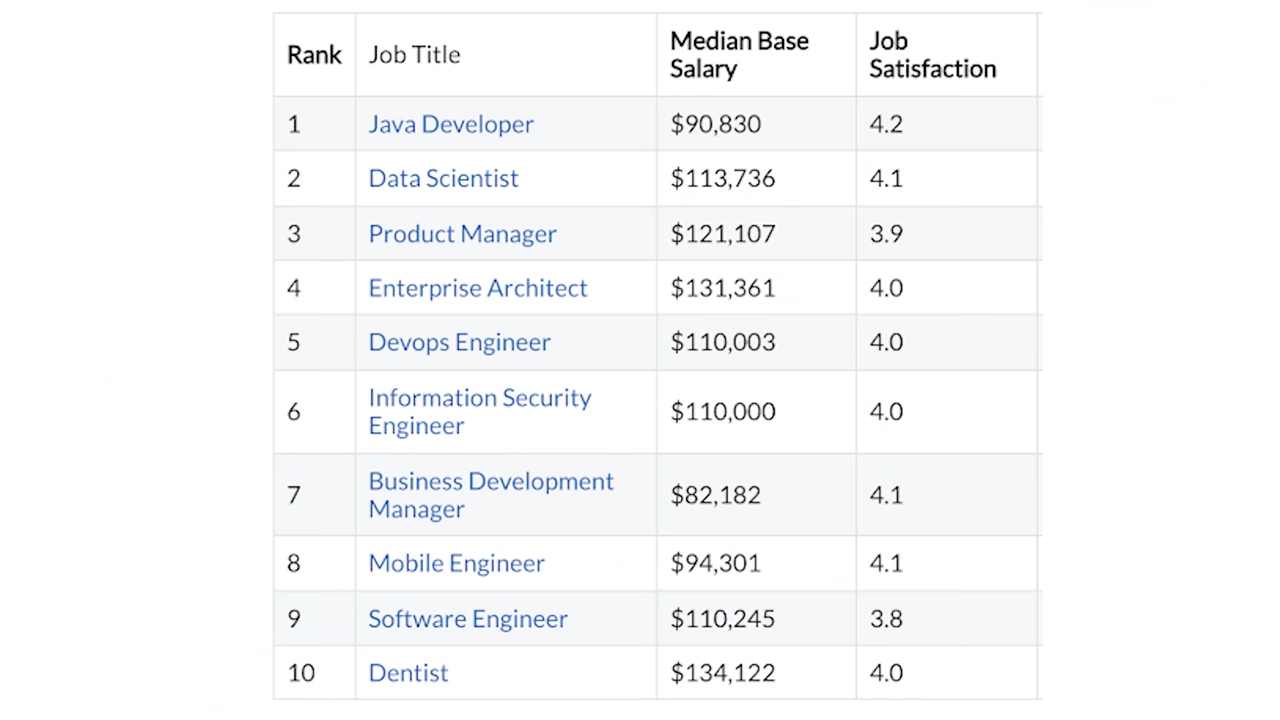 Rank Job Title Median Base Salary Job Satisfaction
1 Java Developer $90,830 4.2
2 Data Scientist $113,736 4.1
3 Product Manager $121,107 3.9
4 Enterprise Architect $131,361 4.0
5 Devops Engineer $110,003 4.0
6 Information Security Engineer $110,000 4.0
7 Business Development Manager $82,182 4.1
8 Mobile Engineer $94,301 4.1
9 Software Engineer $110,245 3.8
10 Dentist $134,122 4.0